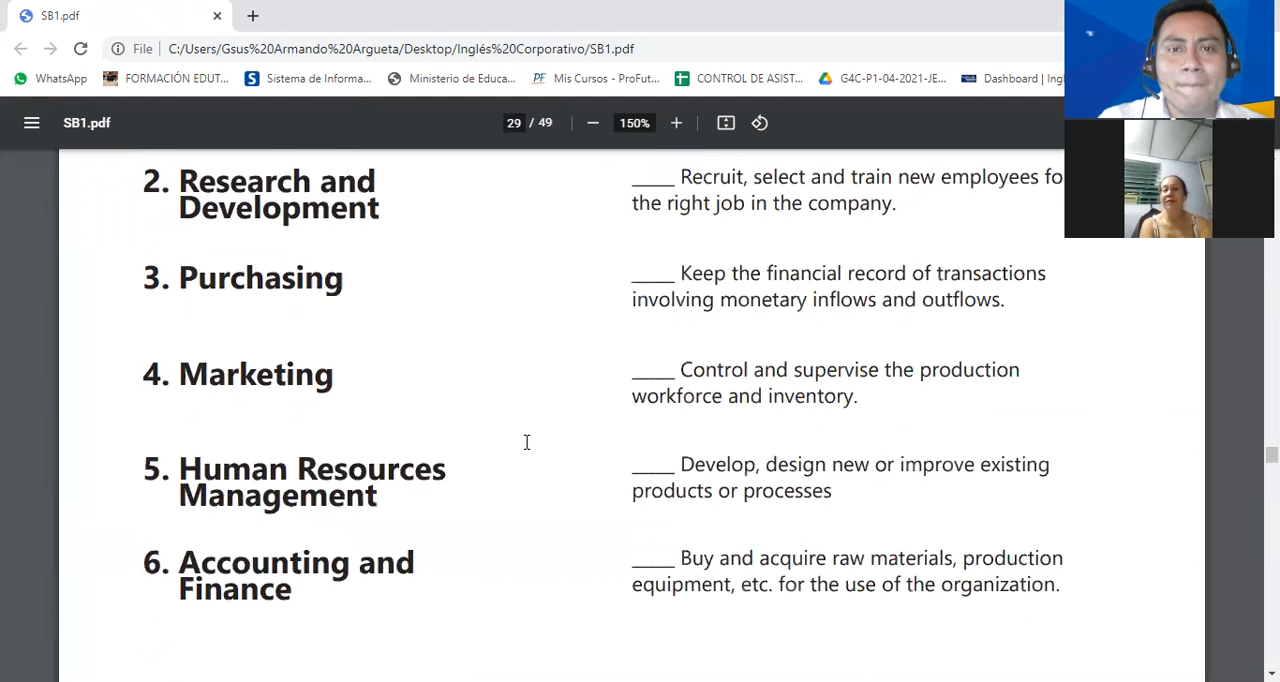 SB1.pdf
File C:/Users/Gsus%20Armando%20Argueta/Desktop/Inglés%20Corporativo/SB1.pdf
WhatsApp FORMACIÓN EDUT... Sistema de Informa... Ministerio de Educa... PF Mis Cursos - ProFut... CONTROL DE ASIST... G4C-P1-04-2021-JE... Dashboard | Ingl
SB1.pdf 29 / 49 150%
2. Research and
Development
_____ Recruit, select and train new employees fo
the right job in the company.
3. Purchasing
_____ Keep the financial record of transactions
involving monetary inflows and outflows.
4. Marketing
_____ Control and supervise the production
workforce and inventory.
5. Human Resources
Management
_____ Develop, design new or improve existing
products or processes
6. Accounting and
Finance
_____ Buy and acquire raw materials, production
equipment, etc. for the use of the organization.